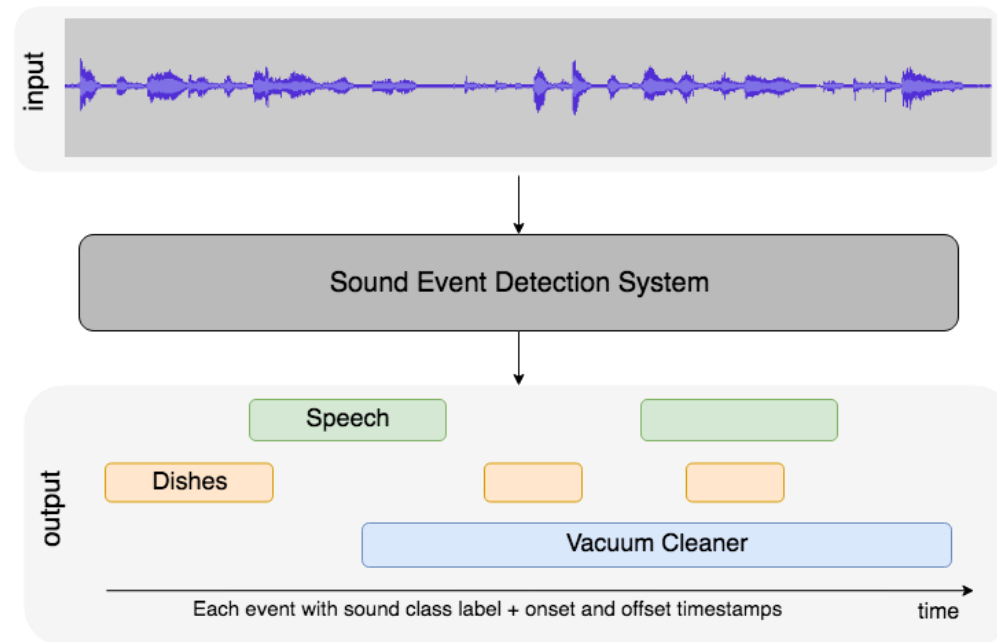 input
Sound Event Detection System
output
Speech
Dishes
Vacuum Cleaner
Each event with sound class label + onset and offset timestamps
time